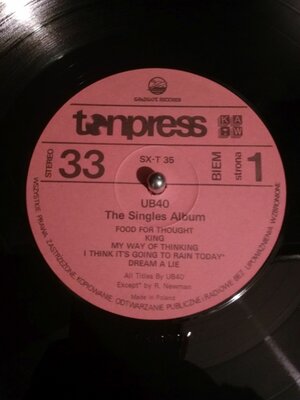 GRADUATE RECORDS
tonpress
KAW
STEREO
33
SX-T 35
BIEM
strona
1
UB40
The Singles Album
FOOD FOR THOUGHT
KING
MY WAY OF THINKING
I THINK IT'S GOING TO RAIN TODAY*
DREAM A LIE
All Titles By UB40
Except* by R. Newman
Made in Poland
WSZYSTKIE PRAWA ZASTRZEŻONE. KOPIOWANIE ODTWARZANIE PUBLICZNE I RADIOWE BEZ UPOWAŻNIENIA WZBRONIONE